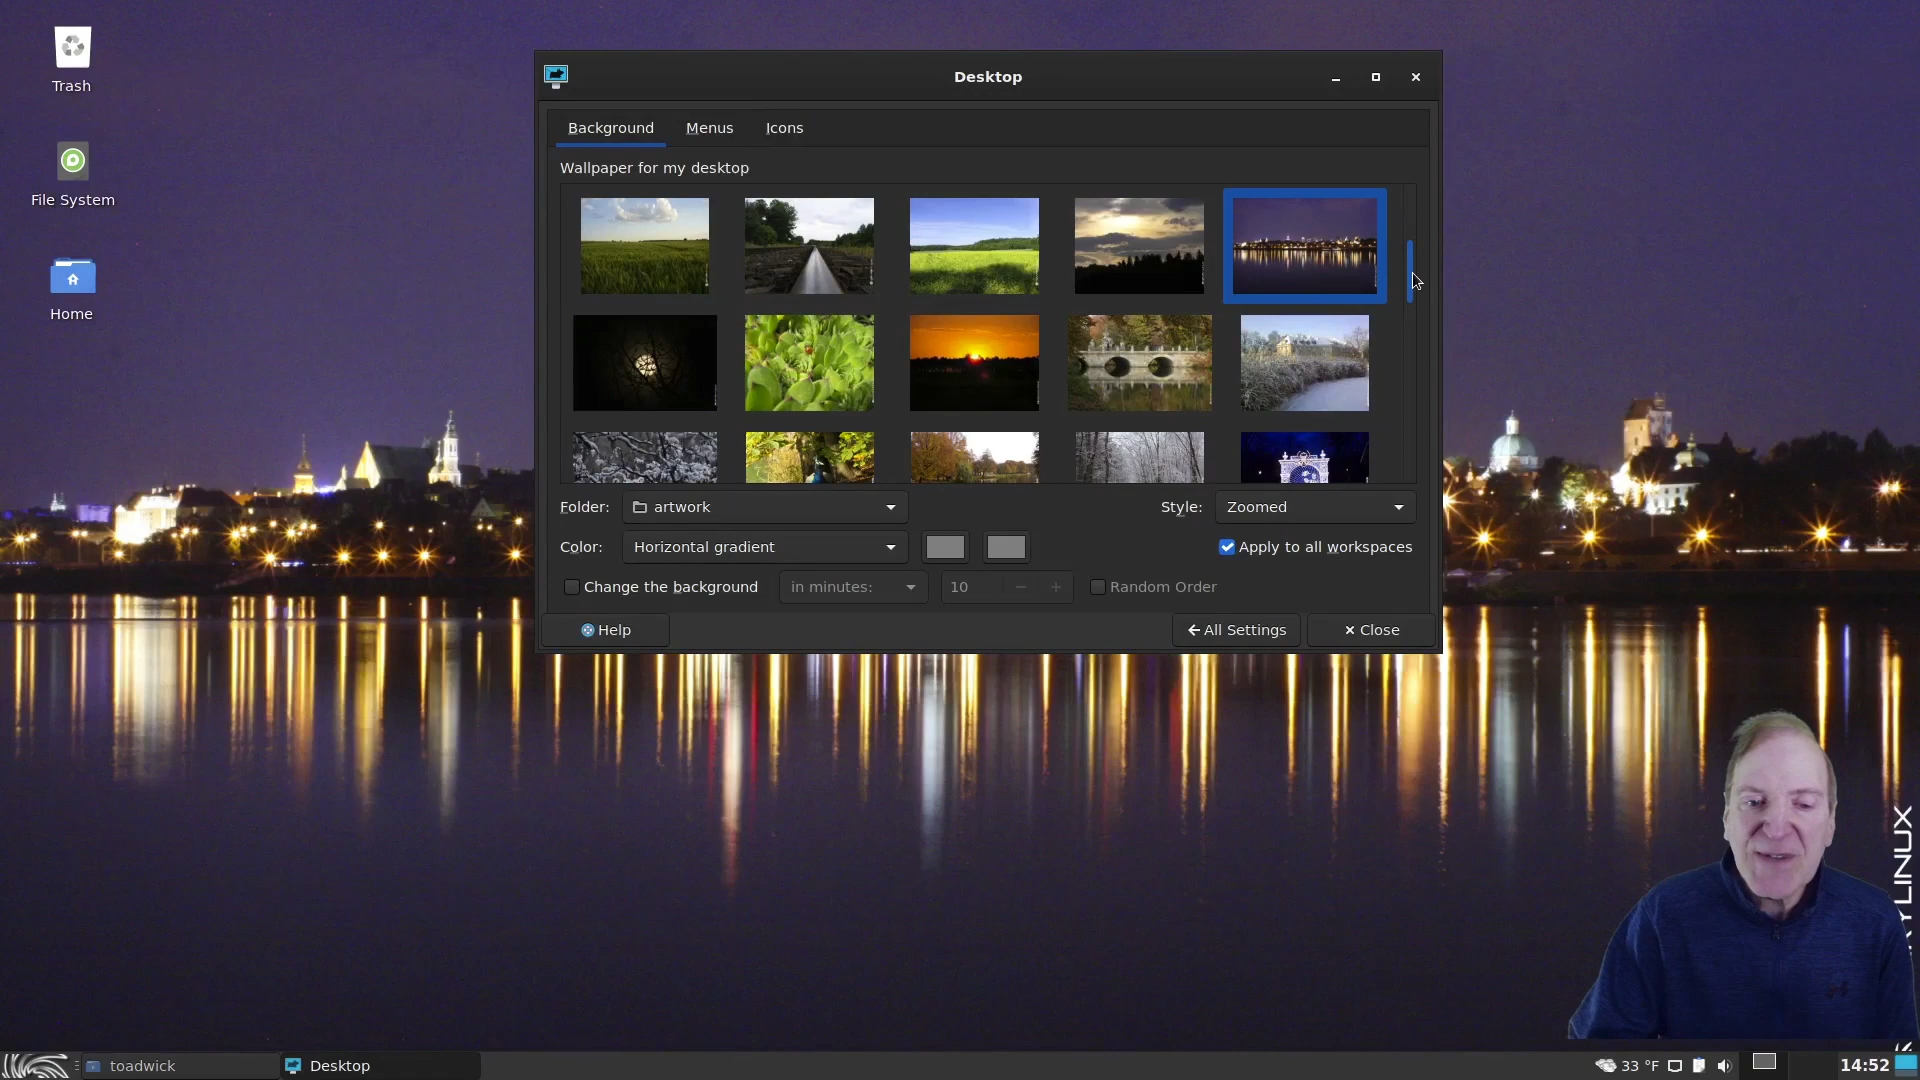 Trash
File System
Home
Desktop
Background
Menus
Icons
Wallpaper for my desktop
Folder:
artwork
Style:
Zoomed
Color:
Horizontal gradient
Apply to all workspaces
Change the background
in minutes:
10
Random Order
Help
All Settings
Close
toadwick
Desktop
33 °F
14:52